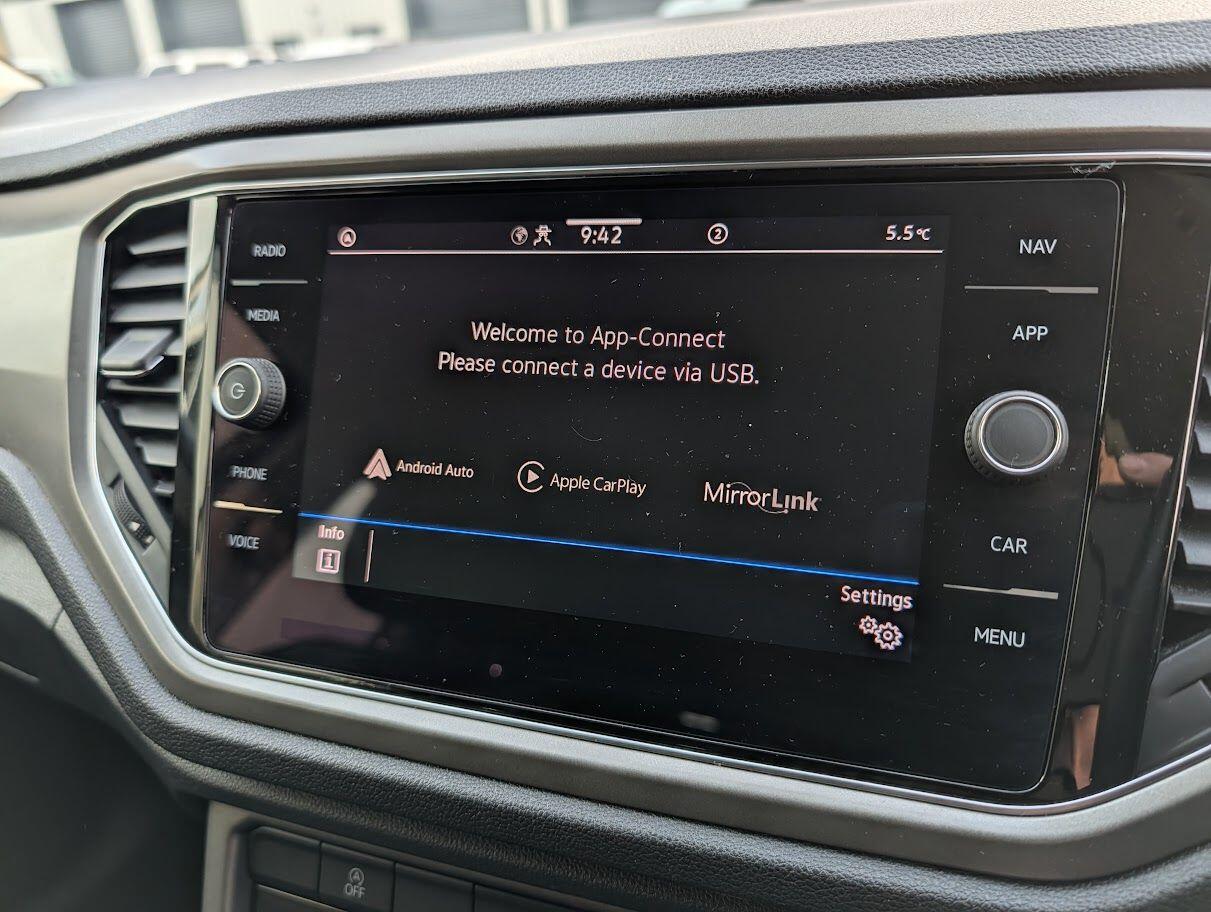 RADIO
MEDIA
PHONE
VOICE
9:42
2
5.5°C
Welcome to App-Connect
Please connect a device via USB.
Android Auto
Apple CarPlay
MirrorLink
Info
i
Settings
NAV
APP
CAR
MENU
A
OFF